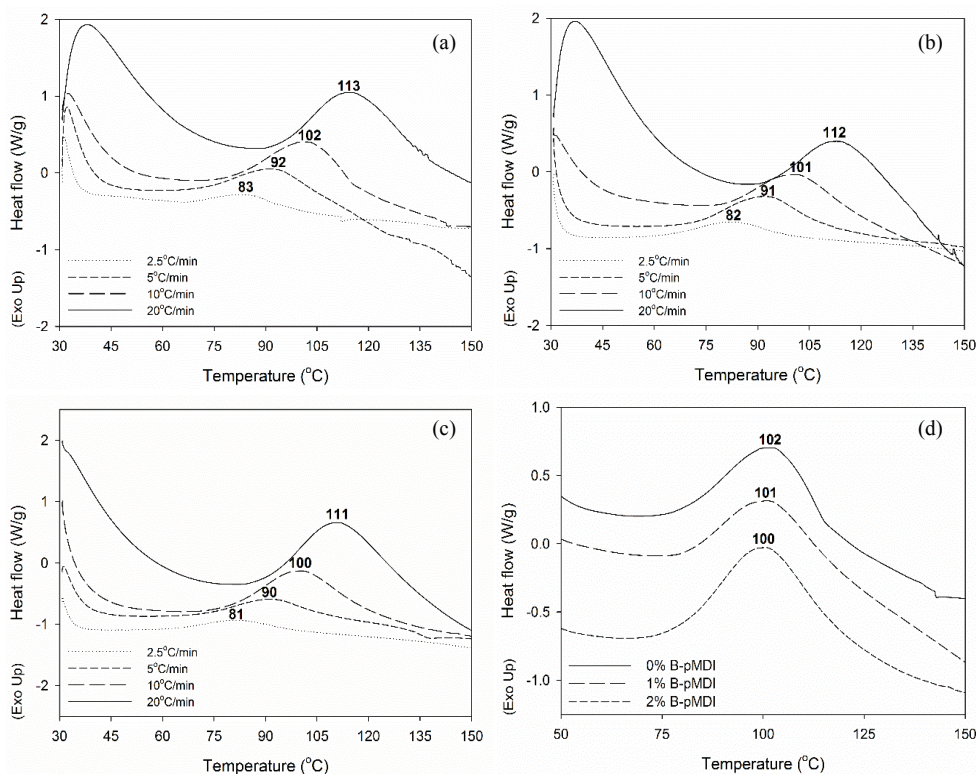 (a)
2
1
0
-1
-2
Heat flow (W/g)
(Exo Up)
113
102
92
83
2.5°C/min
5°C/min
10°C/min
20°C/min
30 45 60 75 90 105 120 135 150
Temperature (°C)
(b)
2
1
0
-1
-2
Heat flow (W/g)
(Exo Up)
112
101
91
82
2.5°C/min
5°C/min
10°C/min
20°C/min
30 45 60 75 90 105 120 135 150
Temperature (°C)
(c)
2
1
0
-1
-2
Heat flow (W/g)
(Exo Up)
111
100
90
81
2.5°C/min
5°C/min
10°C/min
20°C/min
30 45 60 75 90 105 120 135 150
Temperature (°C)
(d)
1.0
0.5
0.0
-0.5
-1.0
Heat flow (W/g)
(Exo Up)
102
101
100
0% B-pMDI
1% B-pMDI
2% B-pMDI
50 75 100 125 150
Temperature (°C)